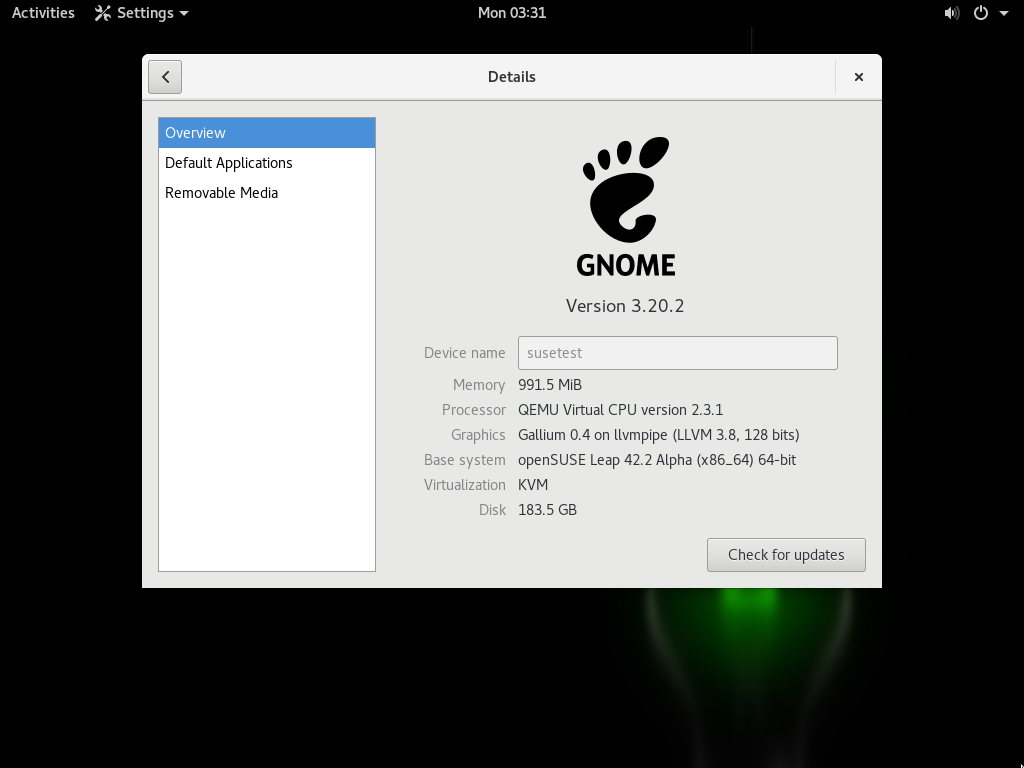 Activities Settings Mon 03:31
Details
Overview
Default Applications
Removable Media
GNOME
Version 3.20.2
Device name susetest
Memory 991.5 MiB
Processor QEMU Virtual CPU version 2.3.1
Graphics Gallium 0.4 on llvmpipe (LLVM 3.8, 128 bits)
Base system openSUSE Leap 42.2 Alpha (x86_64) 64-bit
Virtualization KVM
Disk 183.5 GB
Check for updates